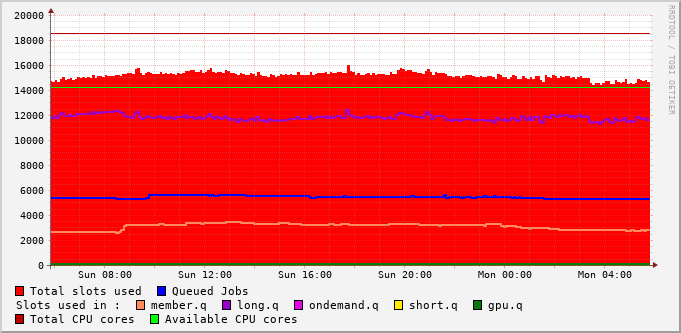 RRDTOOL / TOBI OETIKER
20000
18000
16000
14000
12000
10000
8000
6000
4000
2000
0
Sun 08:00 Sun 12:00 Sun 16:00 Sun 20:00 Mon 00:00 Mon 04:00
Total slots used Queued Jobs
Slots used in : member.q long.q ondemand.q short.q gpu.q
Total CPU cores Available CPU cores